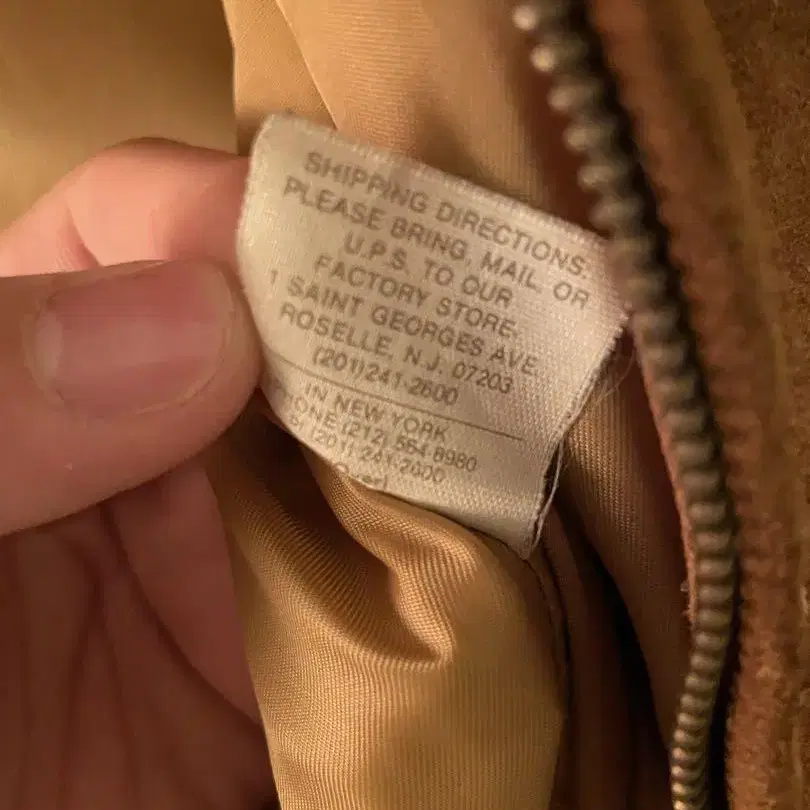 SHIPPING DIRECTIONS:
PLEASE BRING, MAIL, OR
U.P.S. TO OUR
FACTORY STORE.
1 SAINT GEORGES AVE.
ROSELLE, N.J. 07203
(201)241-2600
IN NEW YORK
(212) 564-8980
(201) 241-2600
(Over)